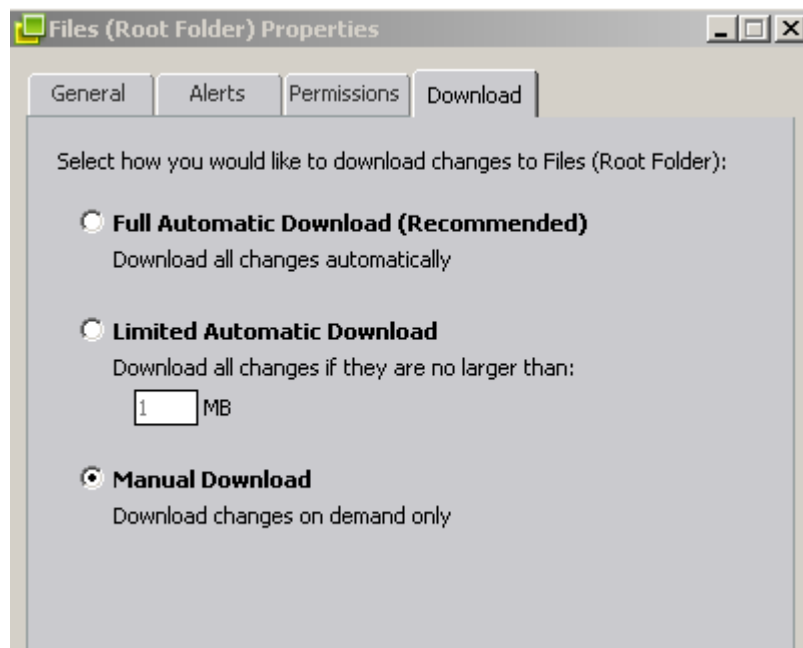 Files (Root Folder) Properties
General Alerts Permissions Download
Select how you would like to download changes to Files (Root Folder):
Full Automatic Download (Recommended)
Download all changes automatically
Limited Automatic Download
Download all changes if they are no larger than:
1 MB
Manual Download
Download changes on demand only